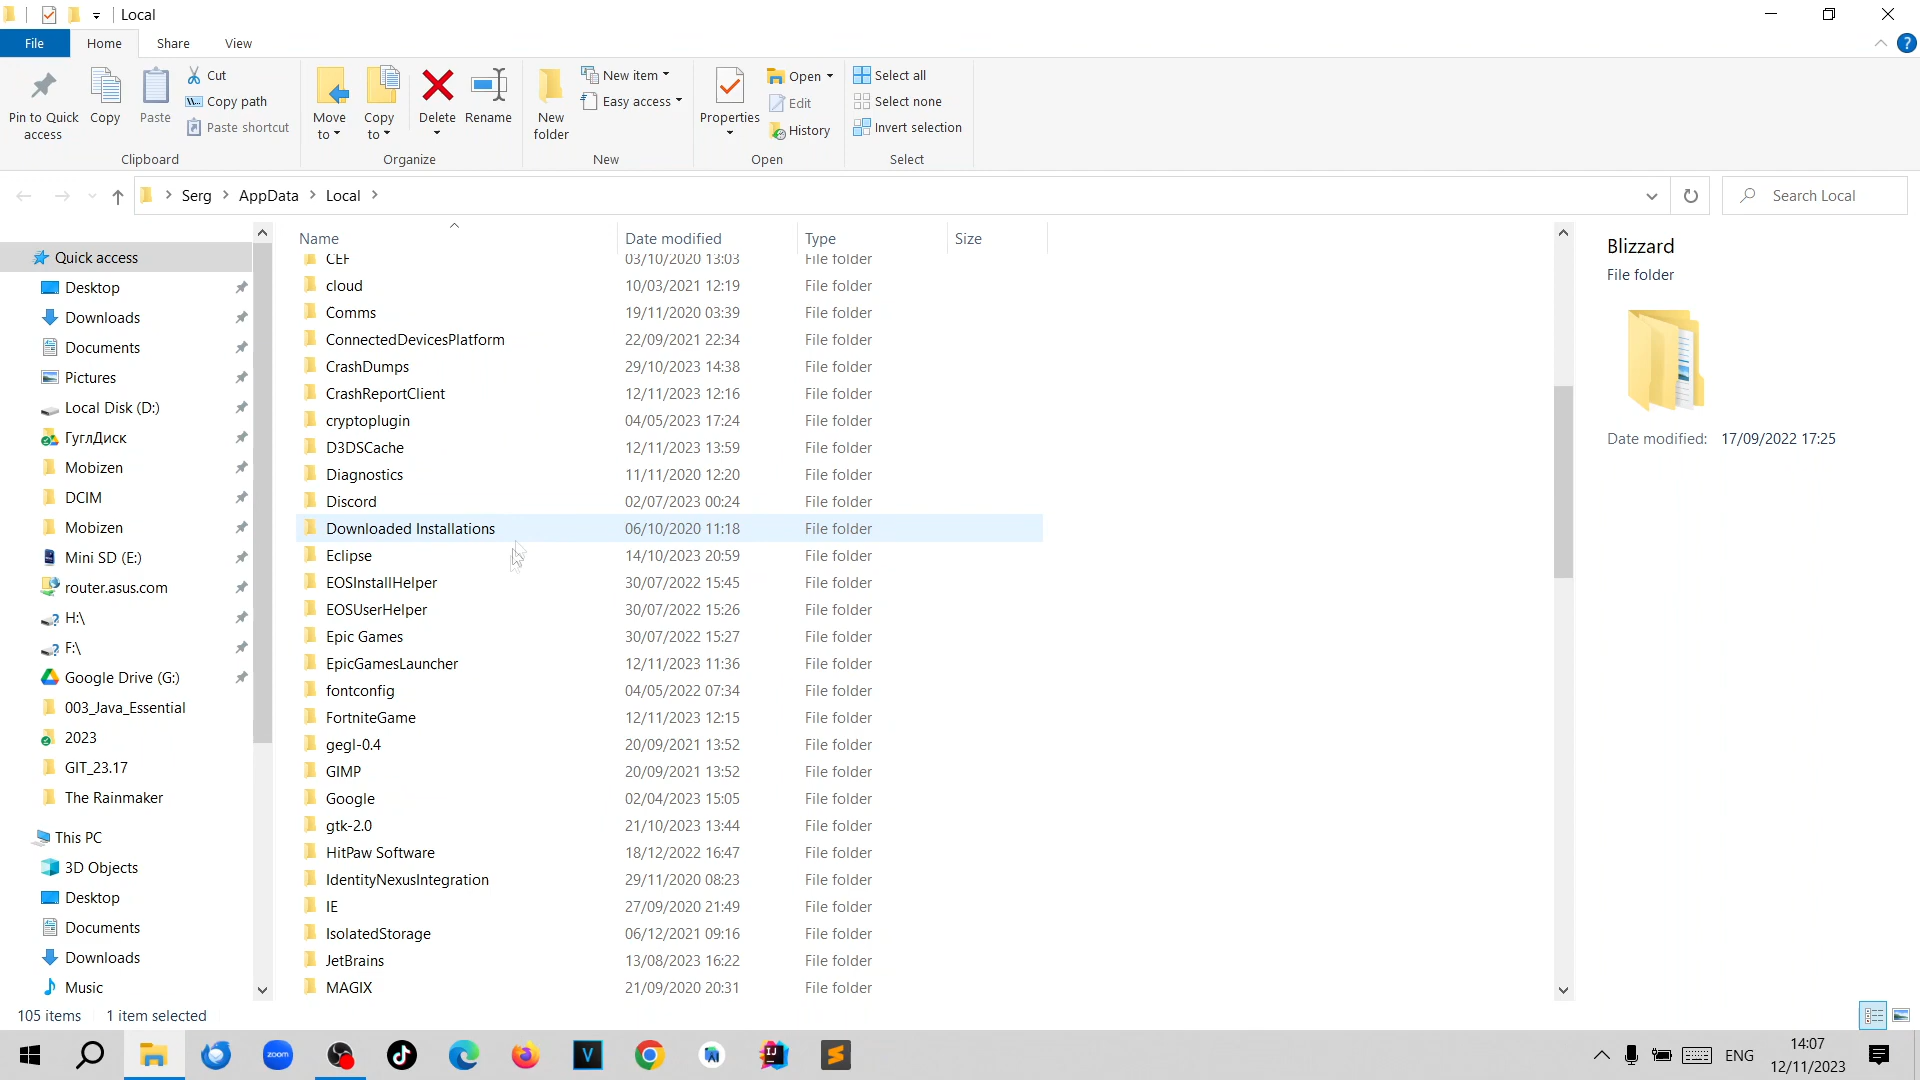 Local
File Home Share View
Pin to Quick access
Copy
Paste
Cut
Copy path
Paste shortcut
Clipboard
Move to
Copy to
Delete
Rename
Organize
New folder
New item
Easy access
New
Properties
Open
Edit
History
Open
Select all
Select none
Invert selection
Select
Serg > AppData > Local >
Search Local
Quick access
Desktop
Downloads
Documents
Pictures
Local Disk (D:)
ГуглДиск
Mobizen
DCIM
Mobizen
Mini SD (E:)
router.asus.com
H:\
F:\
Google Drive (G:)
003_Java_Essential
2023
GIT_23.17
The Rainmaker
This PC
3D Objects
Desktop
Documents
Downloads
Music
Name Date modified Type Size
CEF 03/10/2020 13:03 File folder
cloud 10/03/2021 12:19 File folder
Comms 19/11/2020 03:39 File folder
ConnectedDevicesPlatform 22/09/2021 22:34 File folder
CrashDumps 29/10/2023 14:38 File folder
CrashReportClient 12/11/2023 12:16 File folder
cryptoplugin 04/05/2023 17:24 File folder
D3DSCache 12/11/2023 13:59 File folder
Diagnostics 11/11/2020 12:20 File folder
Discord 02/07/2023 00:24 File folder
Downloaded Installations 06/10/2020 11:18 File folder
Eclipse 14/10/2023 20:59 File folder
EOSInstallHelper 30/07/2022 15:45 File folder
EOSUserHelper 30/07/2022 15:26 File folder
Epic Games 30/07/2022 15:27 File folder
EpicGamesLauncher 12/11/2023 11:36 File folder
fontconfig 04/05/2022 07:34 File folder
FortniteGame 12/11/2023 12:15 File folder
gegl-0.4 20/09/2021 13:52 File folder
GIMP 20/09/2021 13:52 File folder
Google 02/04/2023 15:05 File folder
gtk-2.0 21/10/2023 13:44 File folder
HitPaw Software 18/12/2022 16:47 File folder
IdentityNexusIntegration 29/11/2020 08:23 File folder
IE 27/09/2020 21:49 File folder
IsolatedStorage 06/12/2021 09:16 File folder
JetBrains 13/08/2023 16:22 File folder
MAGIX 21/09/2020 20:31 File folder
Blizzard
File folder
Date modified: 17/09/2022 17:25
105 items 1 item selected
zoom
V
IJ
ENG
14:07
12/11/2023